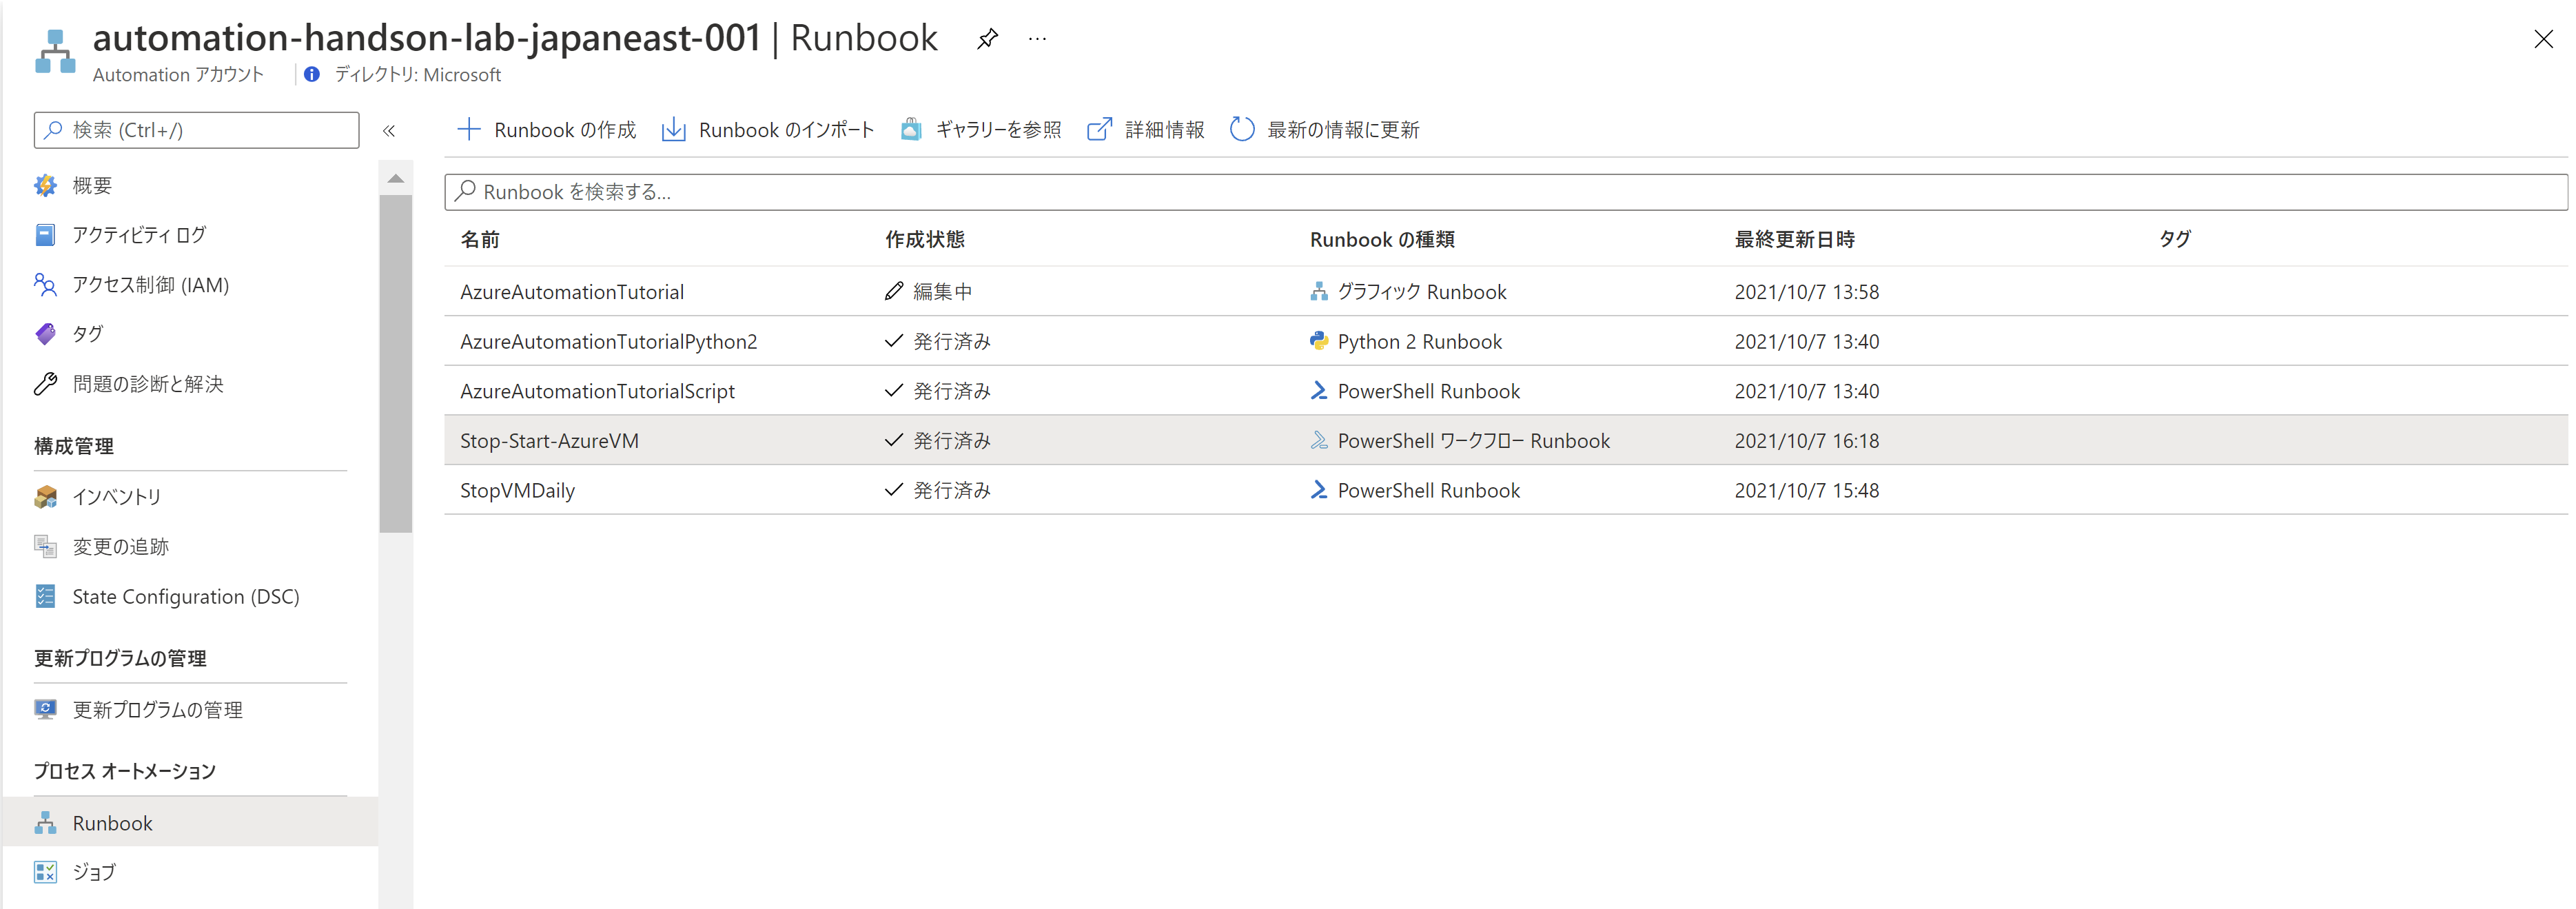 automation-handson-lab-japaneast-001 | Runbook
Automation アカウント
ディレクトリ: Microsoft
検索 (Ctrl+/)
概要
アクティビティ ログ
アクセス制御 (IAM)
タグ
問題の診断と解決
構成管理
インベントリ
変更の追跡
State Configuration (DSC)
更新プログラムの管理
更新プログラムの管理
プロセス オートメーション
Runbook
ジョブ
Runbook の作成 Runbook のインポート ギャラリーを参照 詳細情報 最新の情報に更新
Runbook を検索する...
名前 作成状態 Runbook の種類 最終更新日時 タグ
AzureAutomationTutorial 編集中 グラフィック Runbook 2021/10/7 13:58
AzureAutomationTutorialPython2 発行済み Python 2 Runbook 2021/10/7 13:40
AzureAutomationTutorialScript 発行済み PowerShell Runbook 2021/10/7 13:40
Stop-Start-AzureVM 発行済み PowerShell ワークフロー Runbook 2021/10/7 16:18
StopVMDaily 発行済み PowerShell Runbook 2021/10/7 15:48